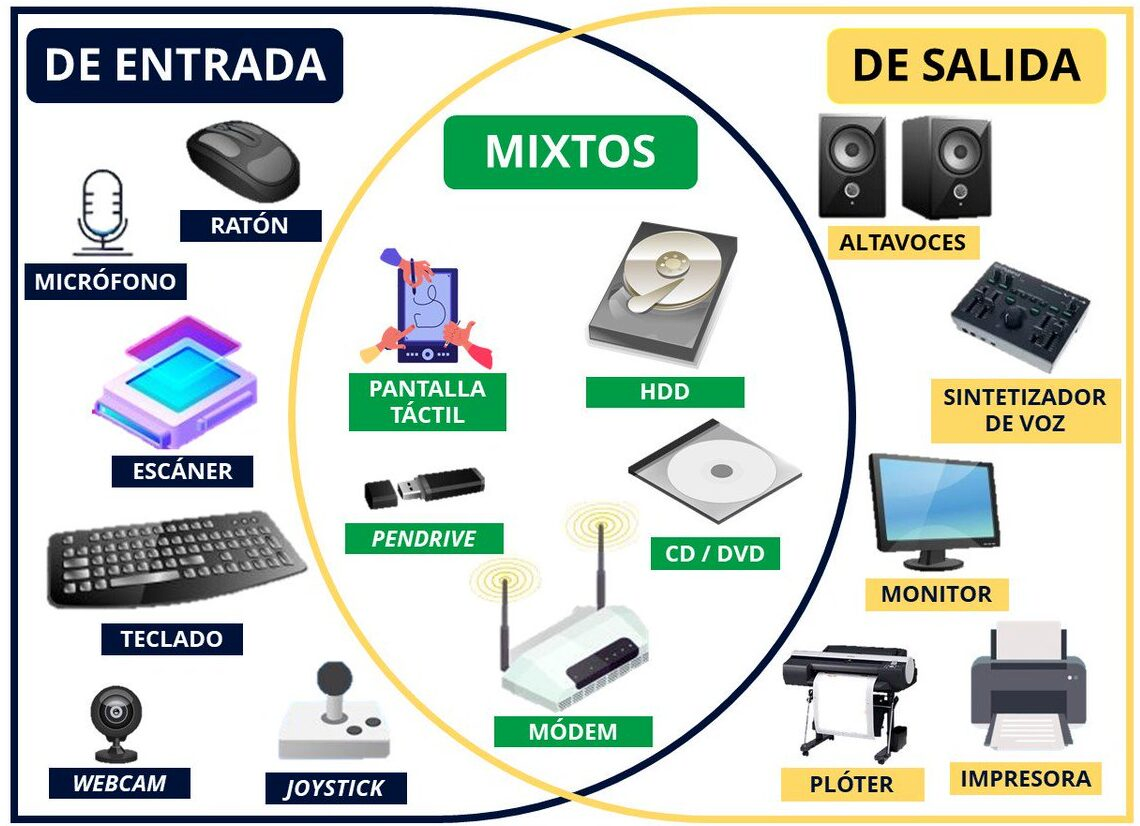 DE ENTRADA
DE SALIDA
MIXTOS
RATÓN
MICRÓFONO
ESCÁNER
TECLADO
WEBCAM
JOYSTICK
PANTALLA
TÁCTIL
HDD
PENDRIVE
CD / DVD
MÓDEM
ALTAVOCES
SINTETIZADOR
DE VOZ
MONITOR
PLÓTER
IMPRESORA